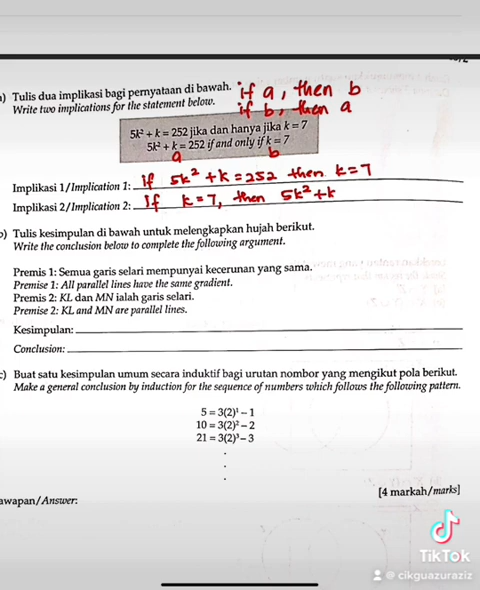 a) Tulis dua implikasi bagi pernyataan di bawah. if a, then b
Write two implications for the statement below. if b, then a
5k² + k = 252 jika dan hanya jika k = 7
5k² + k = 252 if and only if k = 7
a b
Implikasi 1/Implication 1: if 5k² + k = 252 then k = 7
Implikasi 2/Implication 2: If k = 7, then 5k² + k
b) Tulis kesimpulan di bawah untuk melengkapkan hujah berikut.
Write the conclusion below to complete the following argument.
Premis 1: Semua garis selari mempunyai kecerunan yang sama.
Premise 1: All parallel lines have the same gradient.
Premis 2: KL dan MN ialah garis selari.
Premise 2: KL and MN are parallel lines.
Kesimpulan:
Conclusion:
c) Buat satu kesimpulan umum secara induktif bagi urutan nombor yang mengikut pola berikut.
Make a general conclusion by induction for the sequence of numbers which follows the following pattern.
5 = 3(2)¹ – 1
10 = 3(2)² – 2
21 = 3(2)³ – 3
.
.
.
[4 markah/marks]
awapan/Answer:
TikTok
@ cikguazuraziz